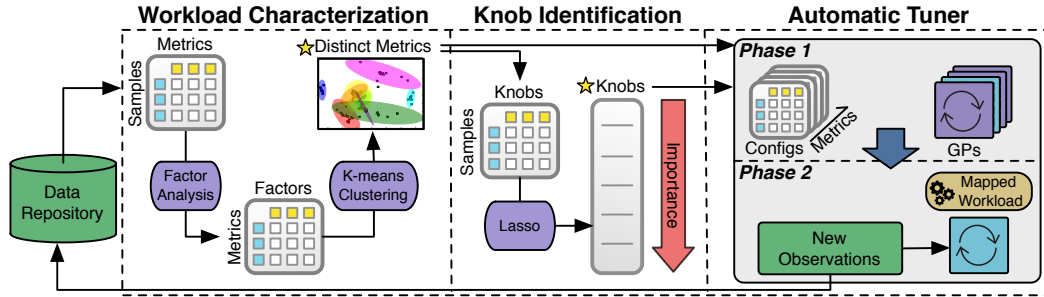 Workload Characterization
Knob Identification
Automatic Tuner
Data
Repository
Metrics
Samples
Factor
Analysis
Factors
Metrics
K-means
Clustering
Distinct Metrics
Knobs
Samples
Lasso
Knobs
Importance
Phase 1
Configs
Metrics
GPs
Phase 2
Mapped
Workload
New
Observations